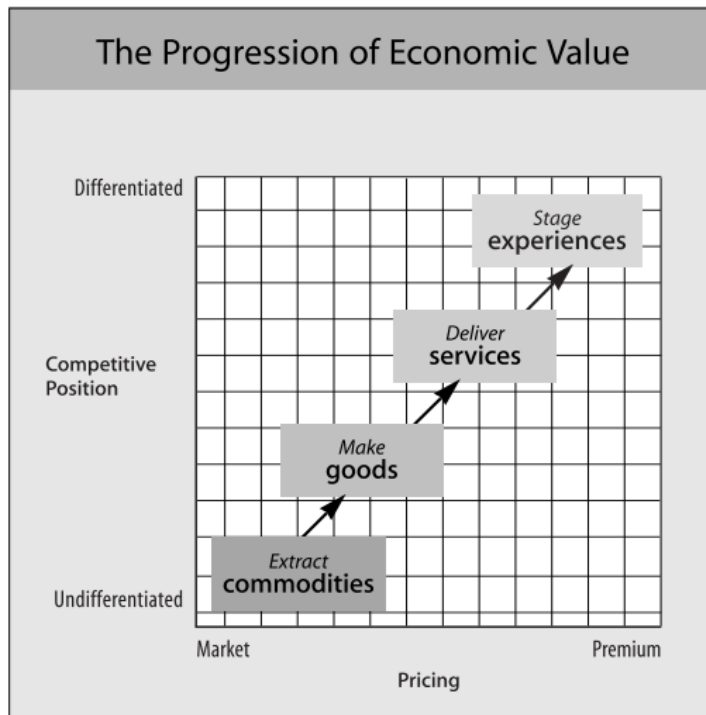 The Progression of Economic Value
Differentiated
Stage
experiences
Deliver
services
Competitive
Position
Make
goods
Extract
commodities
Undifferentiated
Market
Premium
Pricing